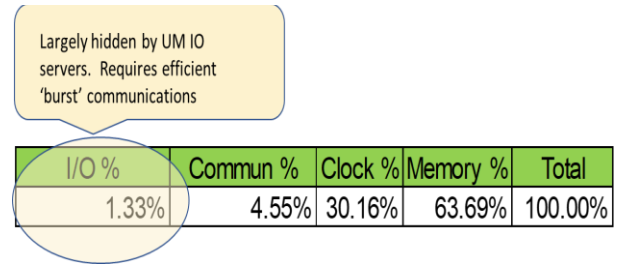 Largely hidden by UM IO
servers. Requires efficient
‘burst’ communications
I/O % Commun % Clock % Memory % Total
1.33% 4.55% 30.16% 63.69% 100.00%